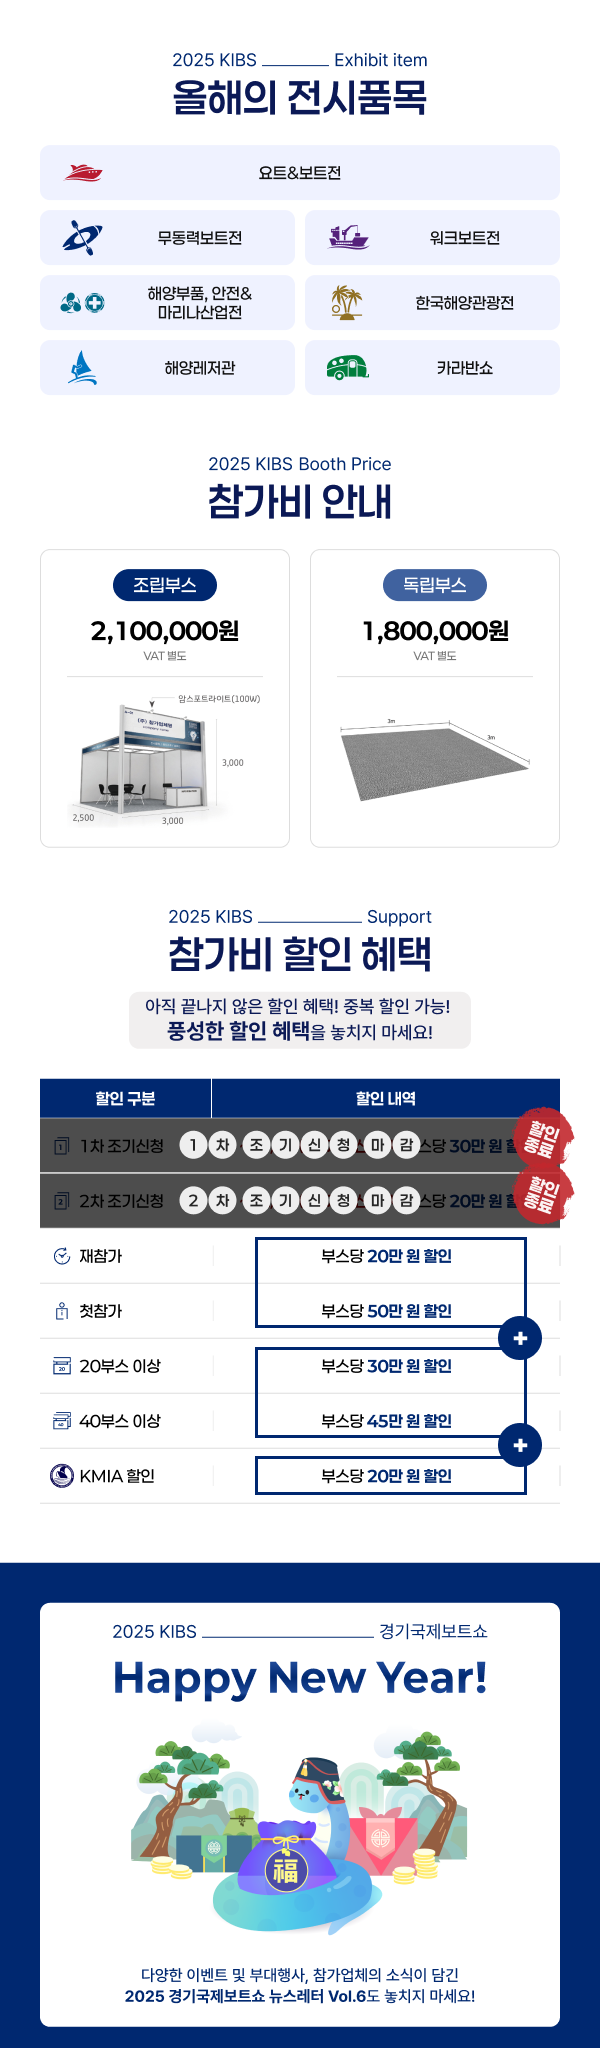 2025 KIBS Exhibit item
올해의 전시품목
요트&보트전
무동력보트전
워크보트전
해양부품, 안전&
마리나산업전
한국해양관광전
해양레저관
카라반쇼
2025 KIBS Booth Price
참가비 안내
조립부스
2,100,000원
VAT 별도
암스포트라이트(100W)
(주) 참가업체명
3,000
2,500
3,000
독립부스
1,800,000원
VAT 별도
3m
3m
2025 KIBS Support
참가비 할인 혜택
아직 끝나지 않은 할인 혜택! 중복 할인 가능!
풍성한 할인 혜택을 놓치지 마세요!
할인 구분 할인 내역
1 1차 조기신청 1차 조기신청마감 30만 원 할인
할인
종료
2 2차 조기신청 2차 조기신청마감 20만 원 할인
할인
종료
재참가 부스당 20만 원 할인
첫참가 부스당 50만 원 할인
+
20 20부스 이상 부스당 30만 원 할인
40 40부스 이상 부스당 45만 원 할인
+
KMIA 할인 부스당 20만 원 할인
2025 KIBS 경기국제보트쇼
Happy New Year!
福
다양한 이벤트 및 부대행사, 참가업체의 소식이 담긴
2025 경기국제보트쇼 뉴스레터 Vol.6도 놓치지 마세요!